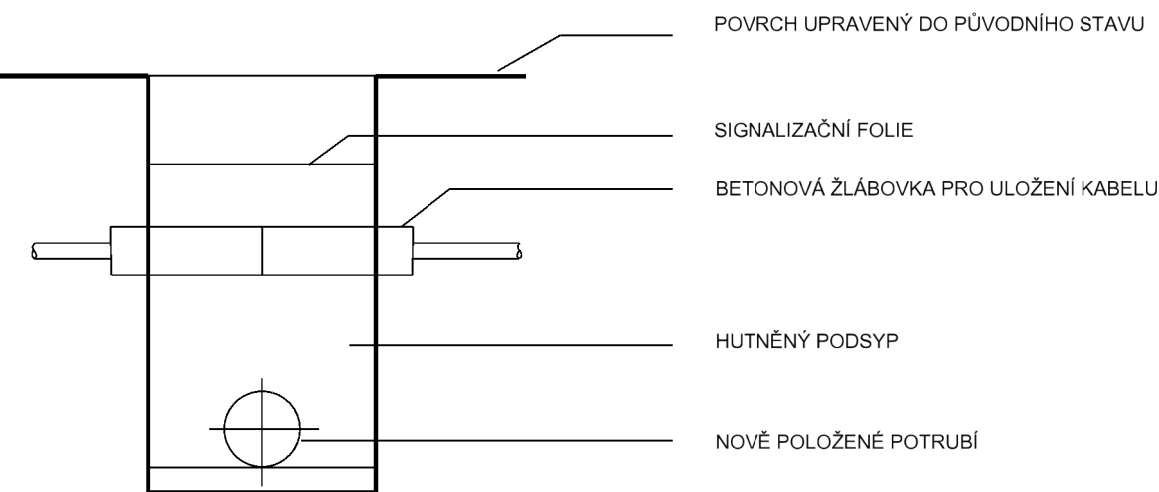 POVRCH UPRAVENÝ DO PŮVODNÍHO STAVU
SIGNALIZAČNÍ FOLIE
BETONOVÁ ŽLÁBOVKA PRO ULOŽENÍ KABELU
HUTNĚNÝ PODSYP
NOVĚ POLOŽENÉ POTRUBÍ